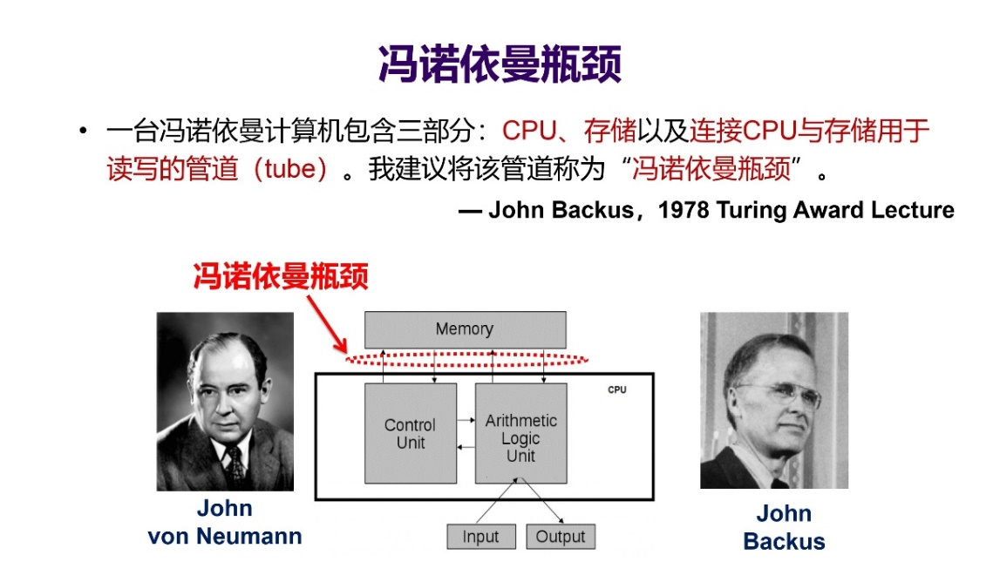 冯诺依曼瓶颈
• 一台冯诺依曼计算机包含三部分：CPU、存储以及连接CPU与存储用于
读写的管道（tube）。我建议将该管道称为“冯诺依曼瓶颈”。
— John Backus，1978 Turing Award Lecture
冯诺依曼瓶颈
Memory
CPU
Control
Unit
Arithmetic
Logic
Unit
Input
Output
John
von Neumann
John
Backus